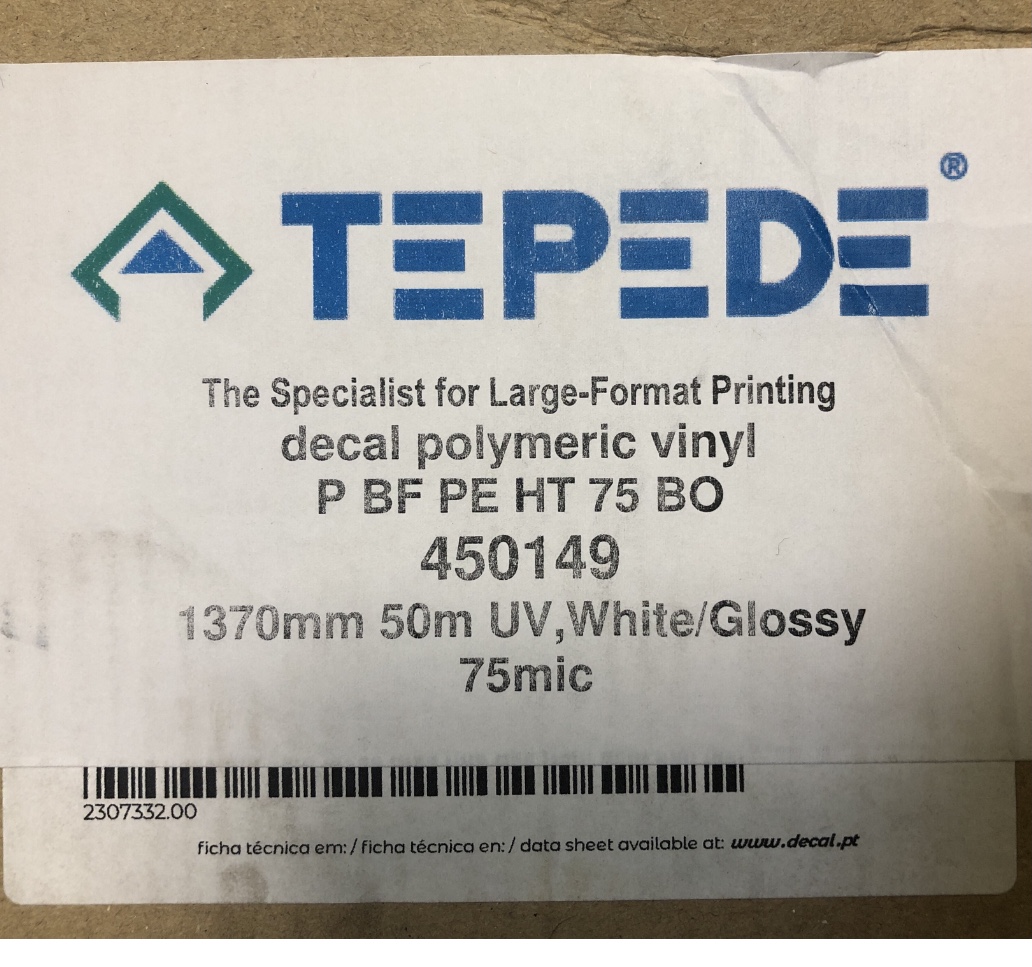 TEPEDE®
The Specialist for Large-Format Printing
decal polymeric vinyl
P BF PE HT 75 BO
450149
1370mm 50m UV,White/Glossy
75mic
2307332.00
ficha técnica em: / ficha técnica en: / data sheet available at: www.decal.pt